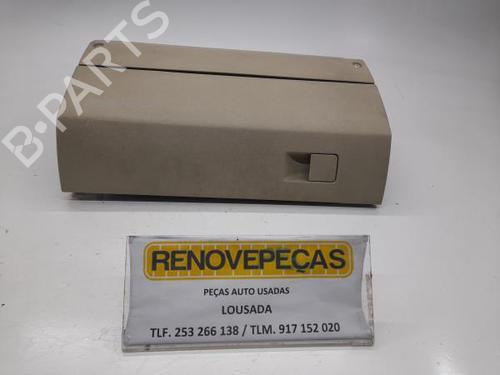 B-PARTS
RENOVEPEÇAS
PEÇAS AUTO USADAS
LOUSADA
TLF. 253 266 138 / TLM. 917 152 020